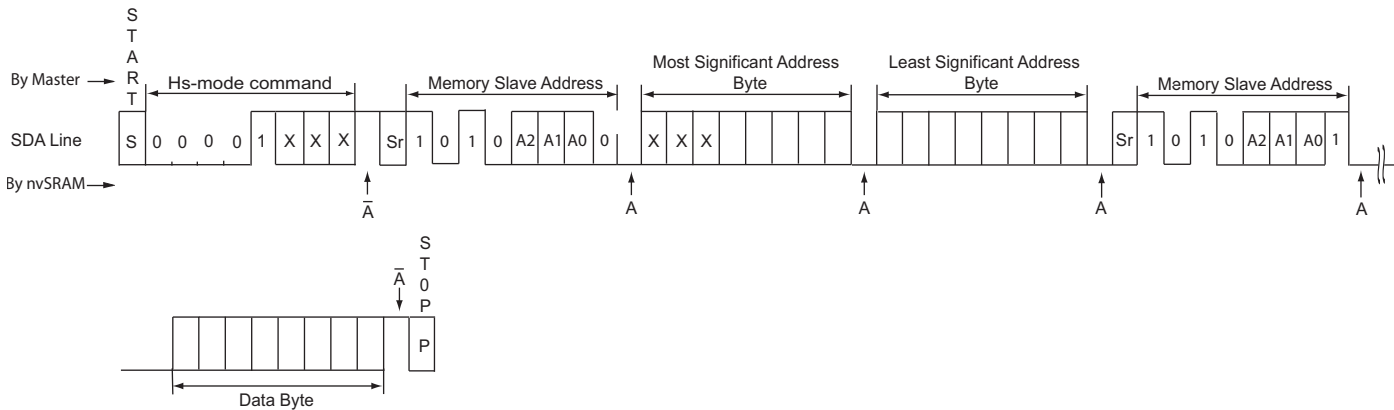 START
By Master
Hs-mode command
Memory Slave Address
Most Significant Address
Byte
Least Significant Address
Byte
Memory Slave Address
SDA Line
S 0 0 0 0 1 X X X Sr 1 0 1 0 A2 A1 A0 0 X X X Sr 1 0 1 0 A2 A1 A0 1
By nvSRAM
A̅ A A A A
A̅
ST0P
P
Data Byte